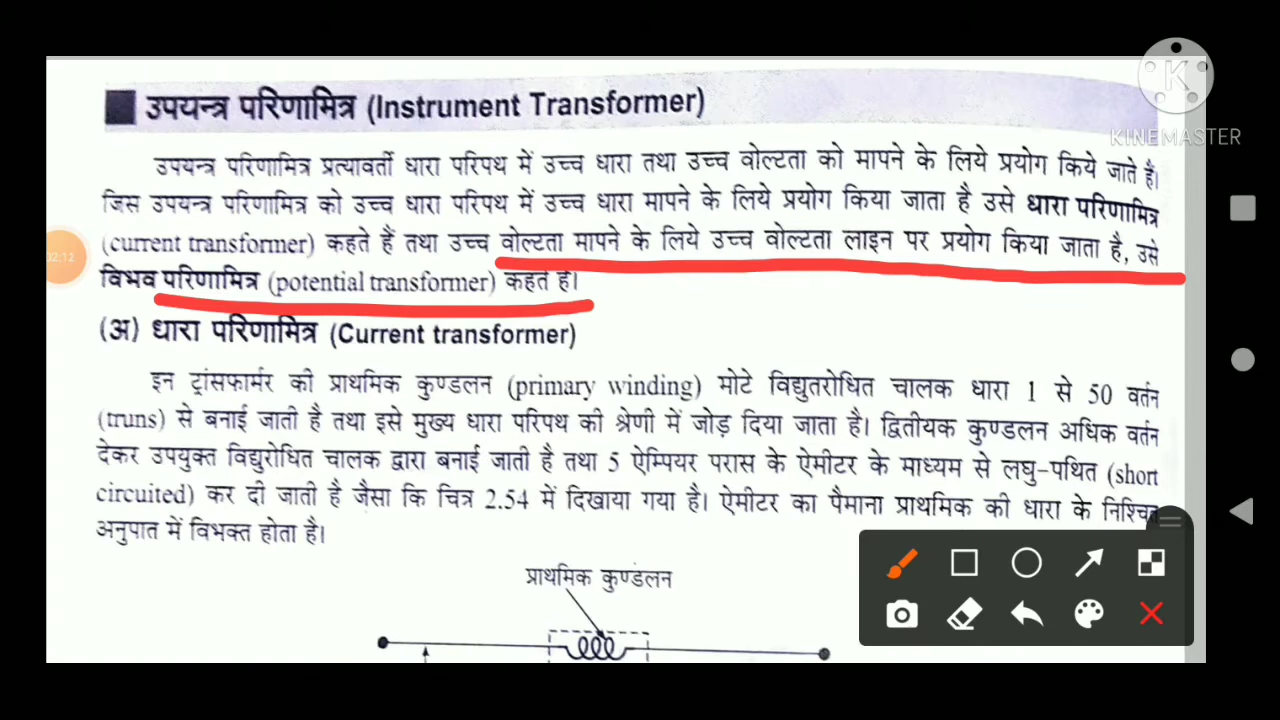 उपयन्त्र परिणामित्र (Instrument Transformer)
KINEMASTER
उपयन्त्र परिणामित्र प्रत्यावर्ती धारा परिपथ में उच्च धारा तथा उच्च वोल्टता को मापने के लिये प्रयोग किये जाते है।
जिस उपयन्त्र परिणामित्र को उच्च धारा परिपथ में उच्च धारा मापने के लिये प्रयोग किया जाता है उसे धारा परिणामित्र
(current transformer) कहते हैं तथा उच्च वोल्टता मापने के लिये उच्च वोल्टता लाइन पर प्रयोग किया जाता है, उसे
02:12
विभव परिणामित्र (potential transformer) कहते है।
(अ) धारा परिणामित्र (Current transformer)
इन ट्रांसफार्मर की प्राथमिक कुण्डलन (primary winding) मोटे विद्युतरोधित चालक धारा 1 से 50 वर्तन
(truns) से बनाई जाती है तथा इसे मुख्य धारा परिपथ की श्रेणी में जोड़ दिया जाता है। द्वितीयक कुण्डलन अधिक वर्तन
देकर उपयुक्त विद्युरोधित चालक द्वारा बनाई जाती है तथा 5 ऐम्पियर परास के ऐमीटर के माध्यम से लघु-पथित (short
circuited) कर दी जाती है जैसा कि चित्र 2.54 में दिखाया गया है। ऐमीटर का पैमाना प्राथमिक की धारा के निश्चित
अनुपात में विभक्त होता है।
प्राथमिक कुण्डलन